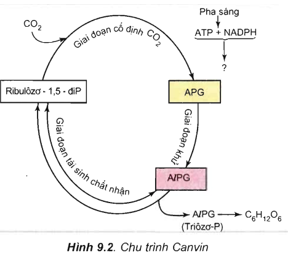 Pha sáng
CO₂
Giai đoạn cố định CO₂
ATP + NADPH
?
Ribulôzơ - 1,5 - điP
APG
Giai đoạn khử
Giai đoạn tái sinh chất nhận
AlPG
AlPG → C₆H₁₂O₆
(Triôzơ-P)
Hình 9.2. Chu trình Canvin